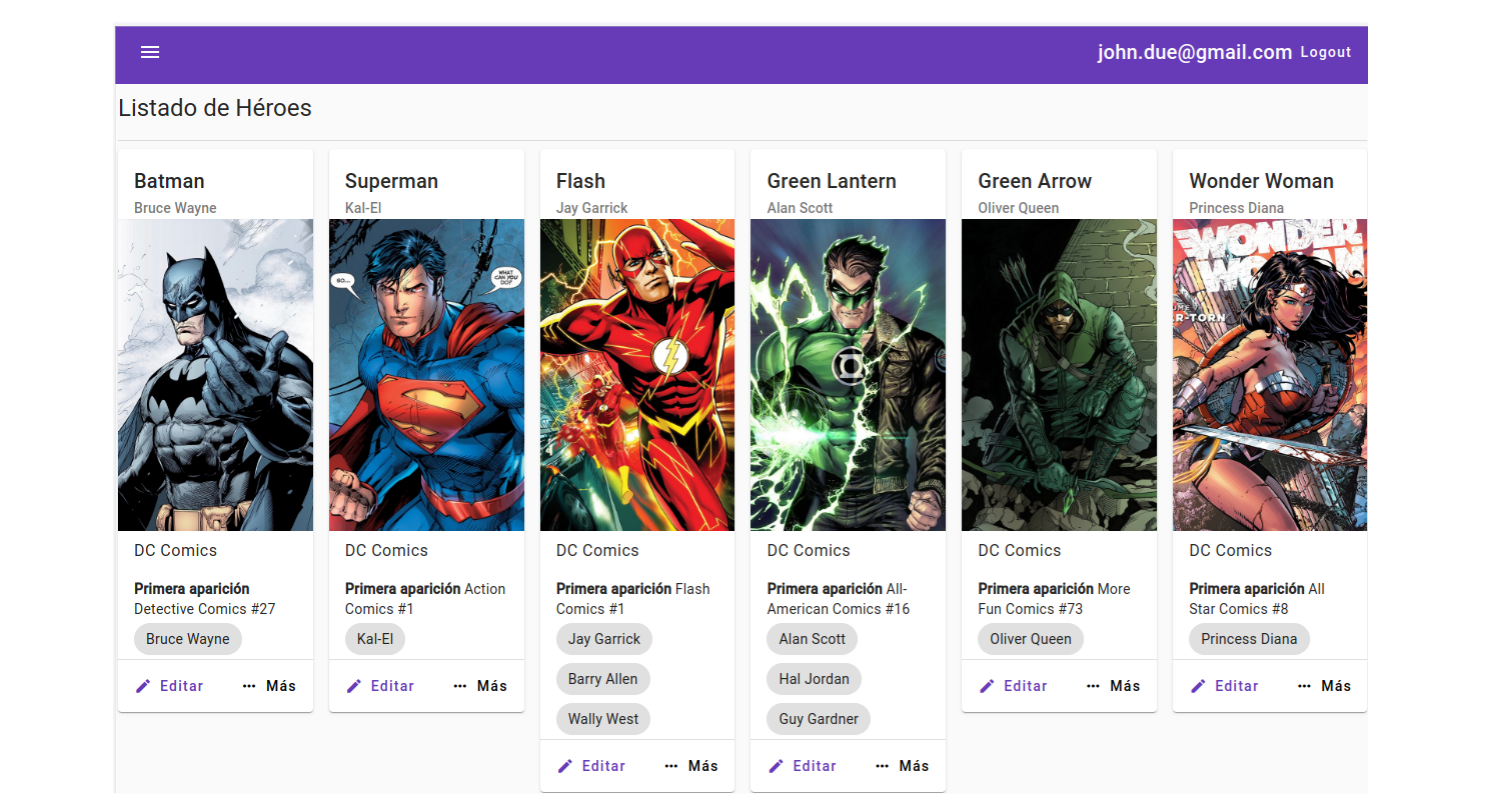 john.due@gmail.com Logout
Listado de Héroes
Batman
Bruce Wayne
DC Comics
Primera aparición
Detective Comics #27
Bruce Wayne
Editar
Más
Superman
Kal-El
GO...
WHAT
CAN YOU
DO?
DC Comics
Primera aparición Action
Comics #1
Kal-El
Editar
Más
Flash
Jay Garrick
DC Comics
Primera aparición Flash
Comics #1
Jay Garrick
Barry Allen
Wally West
Editar
Más
Green Lantern
Alan Scott
DC Comics
Primera aparición All-
American Comics #16
Alan Scott
Hal Jordan
Guy Gardner
Editar
Más
Green Arrow
Oliver Queen
DC Comics
Primera aparición More
Fun Comics #73
Oliver Queen
Editar
Más
Wonder Woman
Princess Diana
WONDER
WOMAN
R-TORN
DC Comics
Primera aparición All
Star Comics #8
Princess Diana
Editar
Más